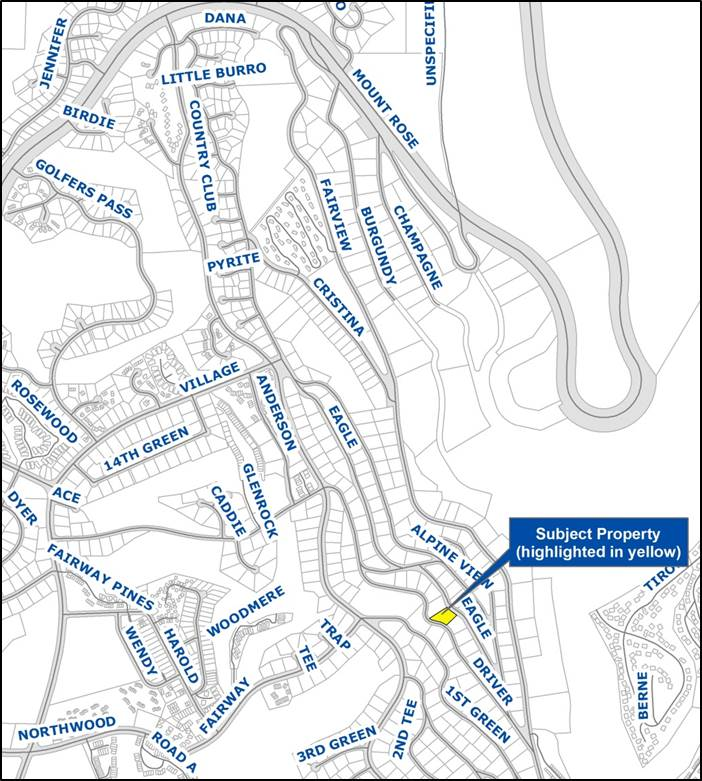 DANA
JENNIFER
LITTLE BURRO
UNSPECIFI
MOUNT ROSE
BIRDIE
COUNTRY CLUB
GOLFERS PASS
FAIRVIEW
BURGUNDY
CHAMPAGNE
PYRITE
CRISTINA
VILLAGE
ROSEWOOD
ANDERSON
EAGLE
14TH GREEN
GLENROCK
ACE
CADDIE
DYER
ALPINE VIEW
Subject Property
(highlighted in yellow)
FAIRWAY PINES
TIRO
WOODMERE
EAGLE
WENDY
HAROLD
TRAP
TEE
DRIVER
BERNE
FAIRWAY
1ST GREEN
2ND TEE
NORTHWOOD
ROAD A
3RD GREEN